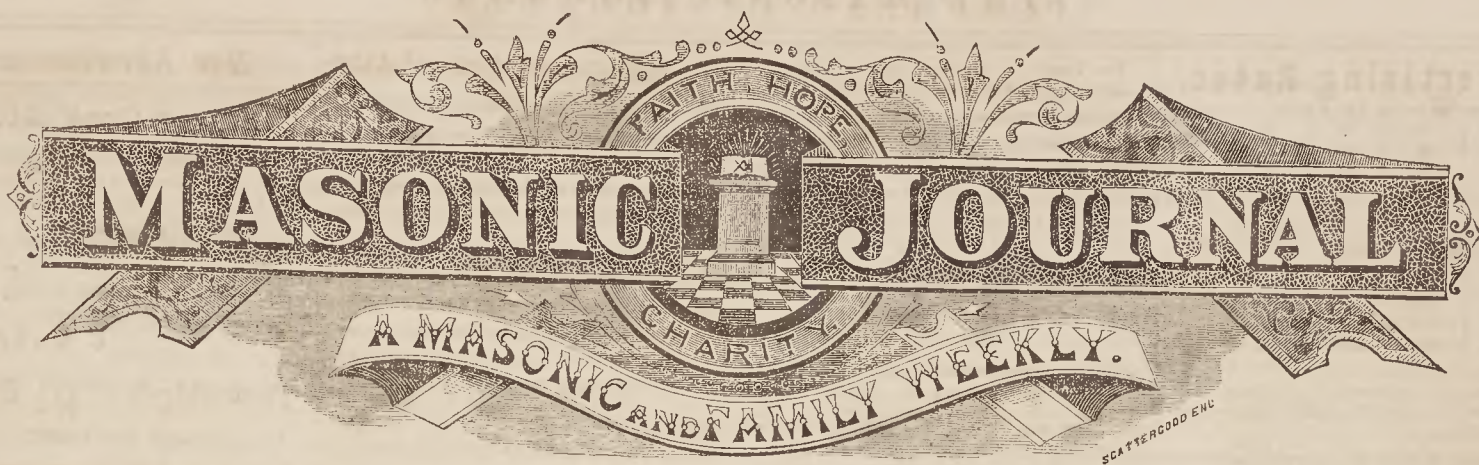 FAITH, HOPE
MASONIC JOURNAL
CHARITY
A MASONIC AND FAMILY WEEKLY.
SCATTERGOOD ENG